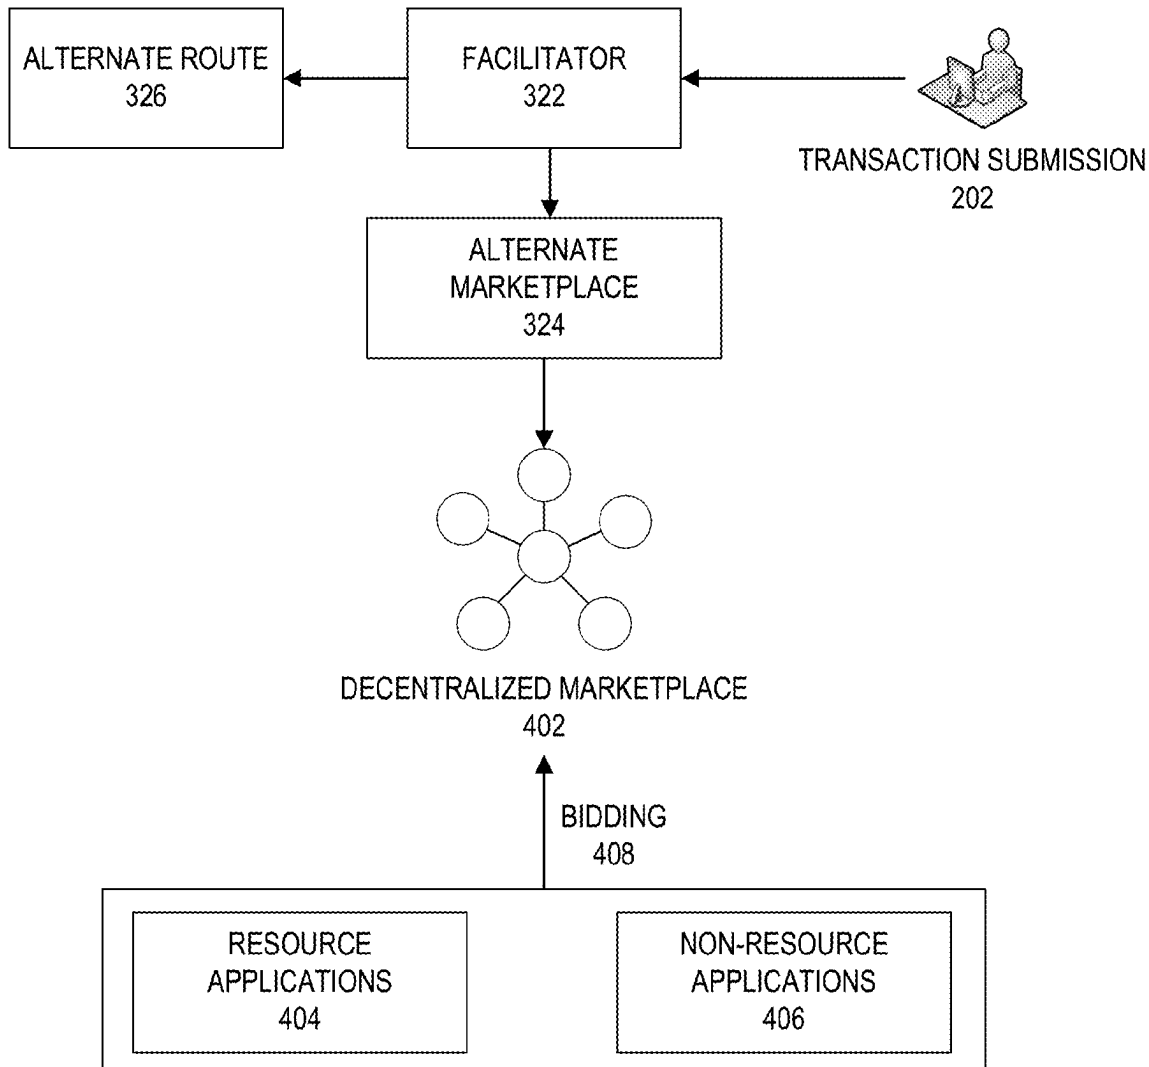 ALTERNATE ROUTE
326
FACILITATOR
322
TRANSACTION SUBMISSION
202
ALTERNATE
MARKETPLACE
324
DECENTRALIZED MARKETPLACE
402
BIDDING
408
RESOURCE
APPLICATIONS
404
NON-RESOURCE
APPLICATIONS
406